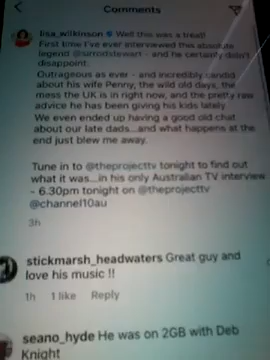 Comments
lisa_wilkinson Well this was a treat!
First time I've ever interviewed this absolute
legend @sirrodstewart - and he certainly didn't
disappoint.
Outrageous as ever - and incredibly candid
about his wife Penny, the wild old days, the
mess the UK is in right now, and the pretty raw
advice he has been giving his kids lately.
We even ended up having a good old chat
about our late dads...and what happens at the
end just blew me away.
Tune in to @theprojecttv tonight to find out
what it was...in his only Australian TV interview
- 6.30pm tonight on @theprojecttv
@channel10au
3h
stickmarsh_headwaters Great guy and
love his music !!
1h 1 like Reply
seano_hyde He was on 2GB with Deb
Knight